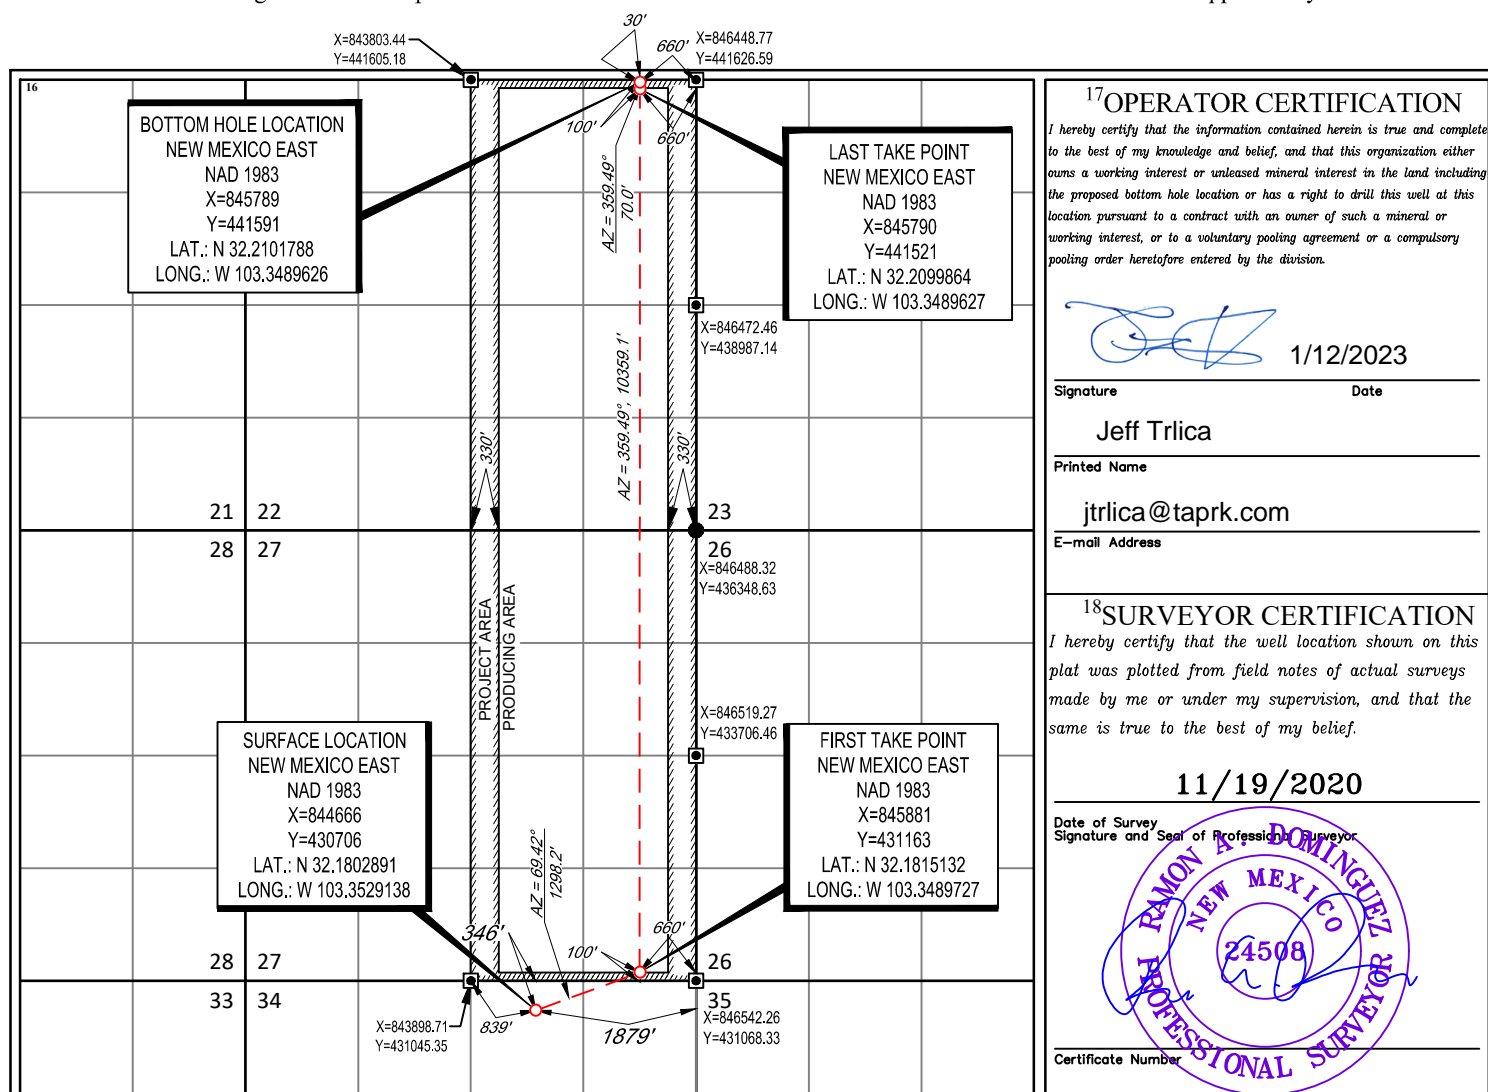 30'
X=843803.44
Y=441605.18
660'
X=846448.77
Y=441626.59
16
BOTTOM HOLE LOCATION
NEW MEXICO EAST
NAD 1983
X=845789
Y=441591
LAT.: N 32.2101788
LONG.: W 103.3489626
100'
660'
AZ = 359.49°
70.0'
LAST TAKE POINT
NEW MEXICO EAST
NAD 1983
X=845790
Y=441521
LAT.: N 32.2099864
LONG.: W 103.3489627
X=846472.46
Y=438987.14
AZ = 359.49°, 10359.1'
330'
330'
21 22
23
28 27
26
X=846488.32
Y=436348.63
PROJECT AREA
PRODUCING AREA
X=846519.27
Y=433706.46
SURFACE LOCATION
NEW MEXICO EAST
NAD 1983
X=844666
Y=430706
LAT.: N 32.1802891
LONG.: W 103.3529138
AZ = 69.42°
1298.2'
FIRST TAKE POINT
NEW MEXICO EAST
NAD 1983
X=845881
Y=431163
LAT.: N 32.1815132
LONG.: W 103.3489727
346'
100'
660'
28 27
26
33 34
35
X=843898.71
Y=431045.35
839'
1879'
X=846542.26
Y=431068.33
17OPERATOR CERTIFICATION
I hereby certify that the information contained herein is true and complete
to the best of my knowledge and belief, and that this organization either
owns a working interest or unleased mineral interest in the land including
the proposed bottom hole location or has a right to drill this well at this
location pursuant to a contract with an owner of such a mineral or
working interest, or to a voluntary pooling agreement or a compulsory
pooling order heretofore entered by the division.
1/12/2023
Signature Date
Jeff Trlica
Printed Name
jtrlica@taprk.com
E-mail Address
18SURVEYOR CERTIFICATION
I hereby certify that the well location shown on this
plat was plotted from field notes of actual surveys
made by me or under my supervision, and that the
same is true to the best of my belief.
11/19/2020
Date of Survey
Signature and Seal of Professional Surveyor
RAMON A. DOMINGUEZ
NEW MEXICO
24508
PROFESSIONAL SURVEYOR
Certificate Number